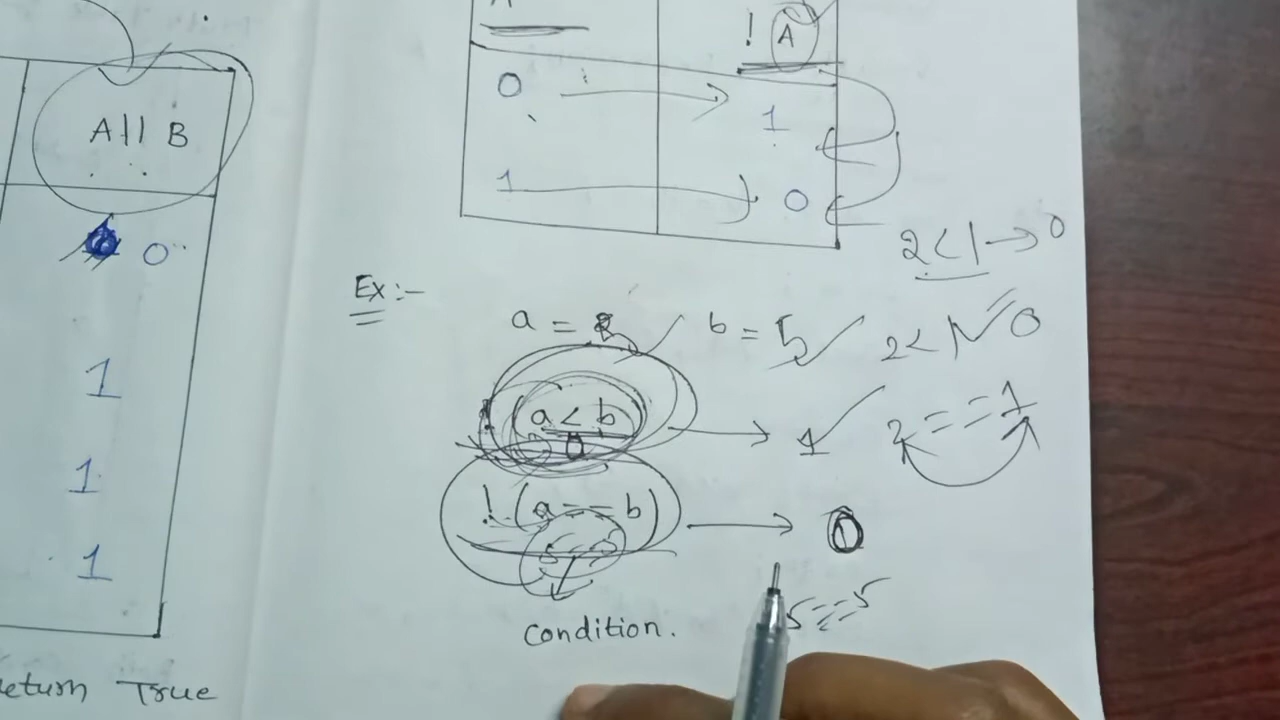 A || B
0
1
1
1
return True
A
! A
0 → 1
1 → 0
2 < 1 → 0
Ex :-
a = b = 5
2 < 1 0
!(a < b) → 1
0
2 == 1
!(a == b) → 0
5 == 5
Condition.